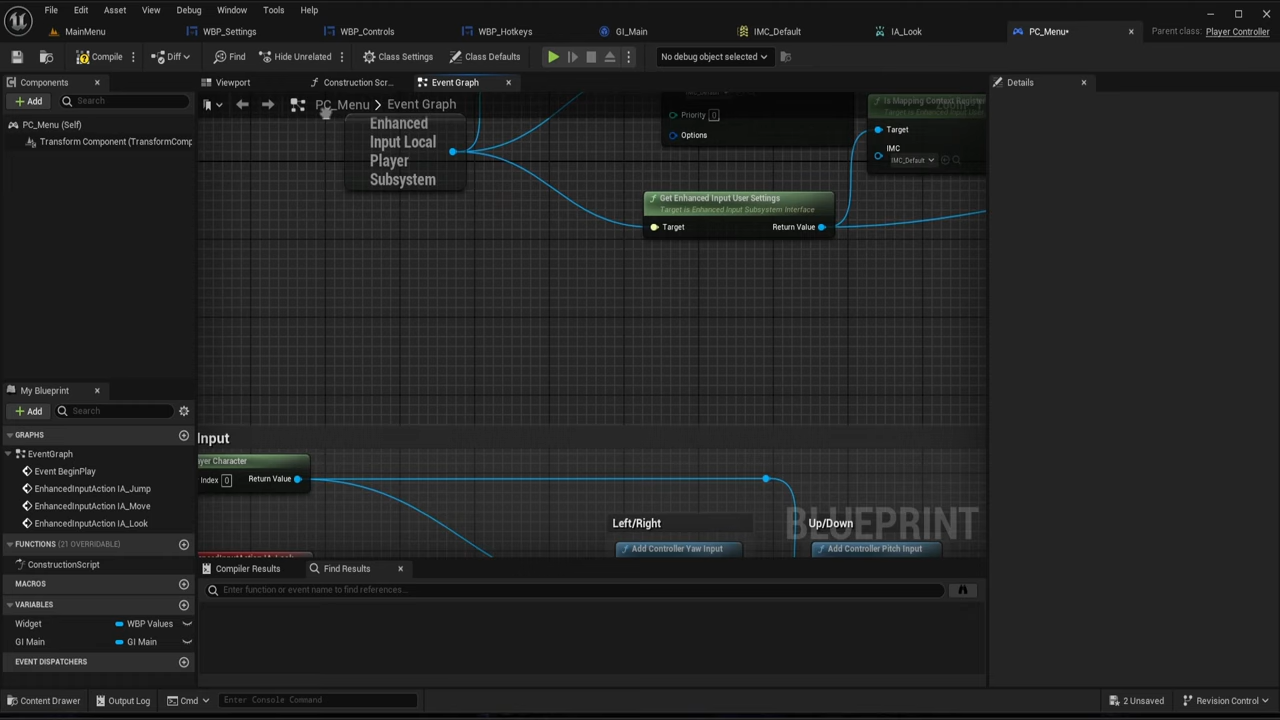 File Edit Asset View Debug Window Tools Help
MainMenu WBP_Settings WBP_Controls WBP_Hotkeys GI_Main IMC_Default IA_Look PC_Menu• Parent class: Player Controller
Compile Diff Find Hide Unrelated Class Settings Class Defaults No debug object selected
Components Viewport Construction Scr... Event Graph Details
Add Search PC_Menu > Event Graph
PC_Menu (Self)
Transform Component (TransformComp
Enhanced
Input Local
Player
Subsystem
Priority 0
Options
Is Mapping Context Register
Target
IMC
IMC_Default
Get Enhanced Input User Settings
Target is Enhanced Input Subsystem Interface
Target Return Value
My Blueprint
Add Search
GRAPHS
EventGraph
Event BeginPlay
EnhancedInputAction IA_Jump
EnhancedInputAction IA_Move
EnhancedInputAction IA_Look
FUNCTIONS (21 OVERRIDABLE)
ConstructionScript
MACROS
VARIABLES
Widget WBP Values
GI Main GI Main
EVENT DISPATCHERS
Input
ayer Character
Index 0 Return Value
Left/Right Up/Down
BLUEPRINT
Add Controller Yaw Input Add Controller Pitch Input
Compiler Results Find Results
Enter function or event name to find references...
Content Drawer Output Log Cmd Enter Console Command 2 Unsaved Revision Control